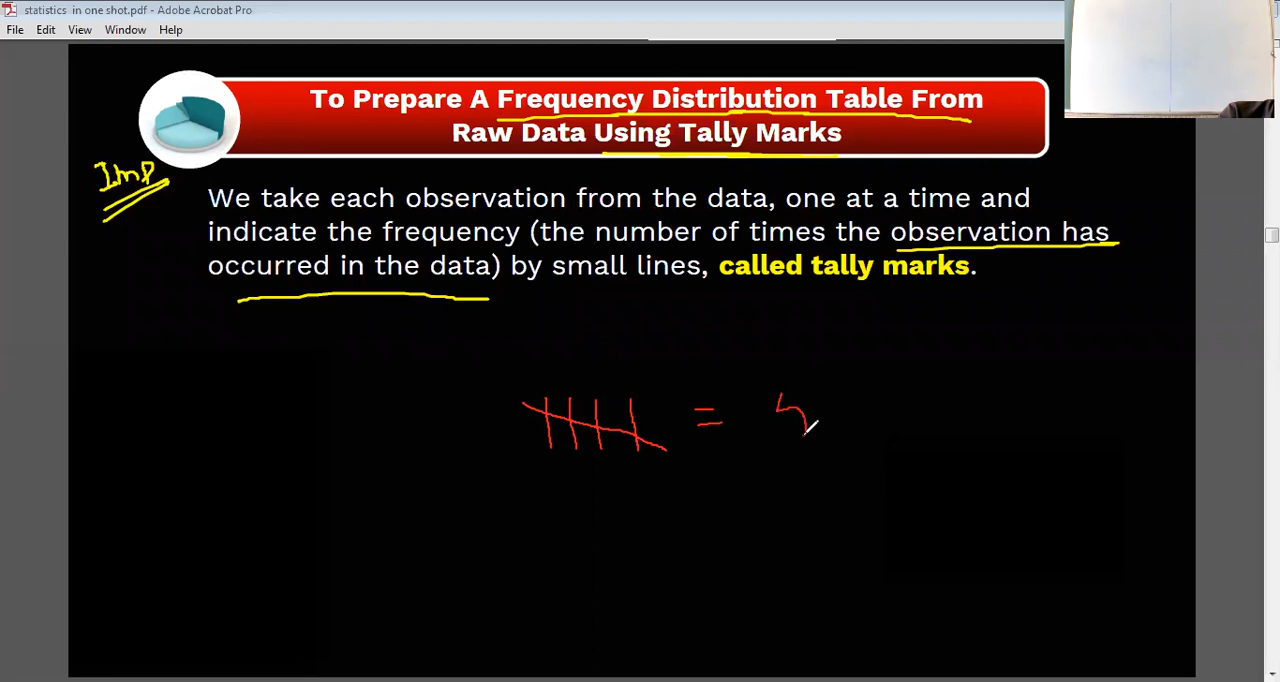 statistics in one shot.pdf - Adobe Acrobat Pro
File Edit View Window Help
To Prepare A Frequency Distribution Table From
Raw Data Using Tally Marks
Imp
We take each observation from the data, one at a time and
indicate the frequency (the number of times the observation has
occurred in the data) by small lines, called tally marks.
= 5